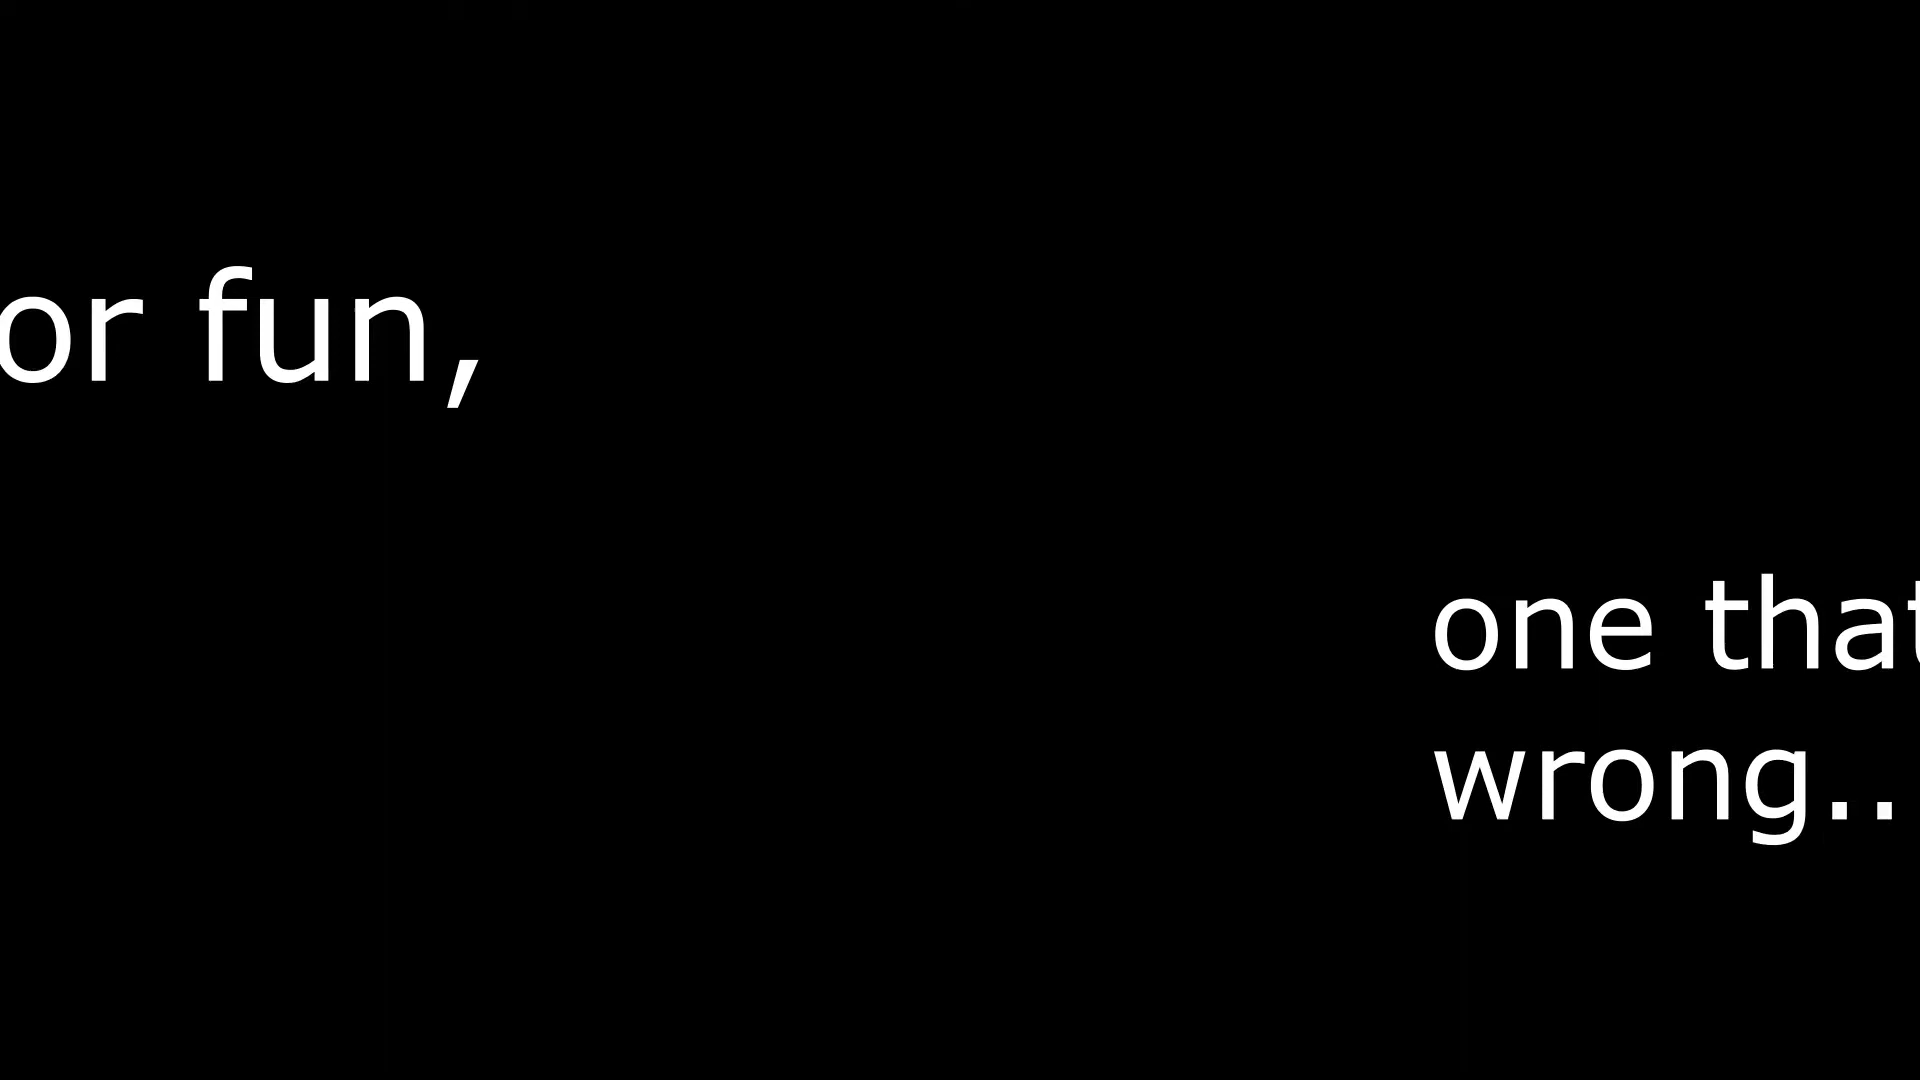 or fun,
one that
wrong..